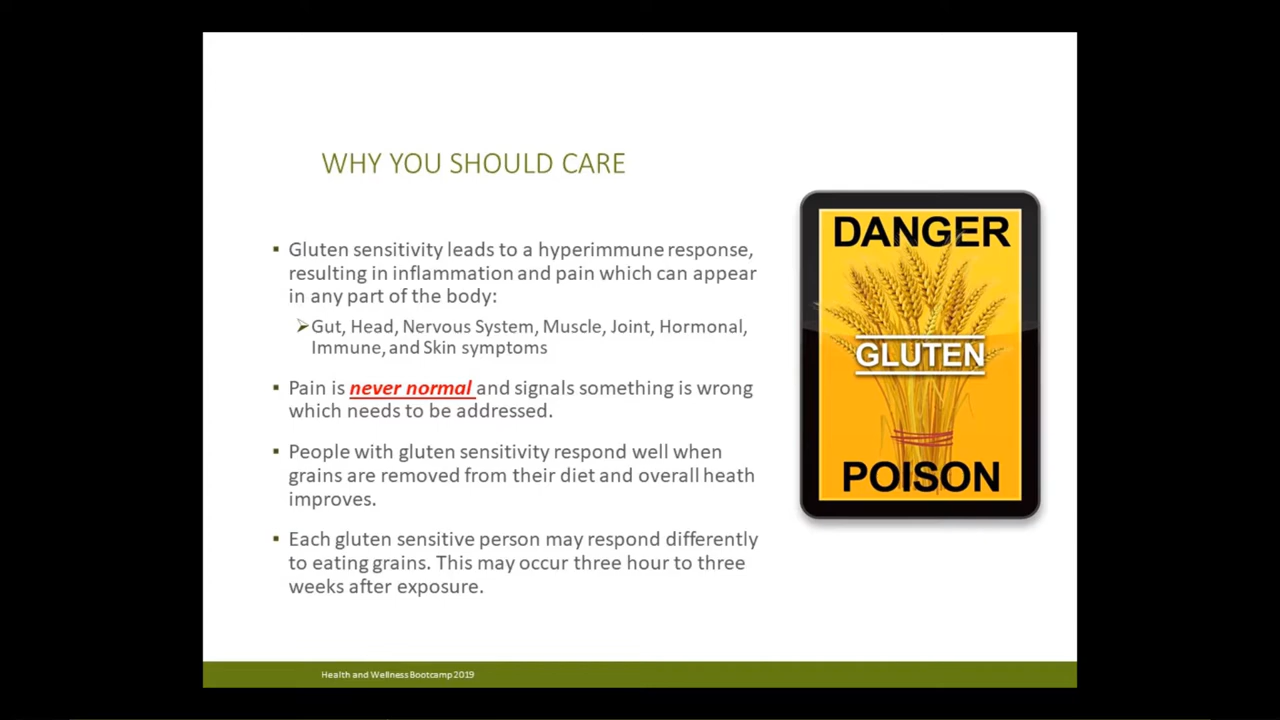 WHY YOU SHOULD CARE
▪ Gluten sensitivity leads to a hyperimmune response,
resulting in inflammation and pain which can appear
in any part of the body:
➢Gut, Head, Nervous System, Muscle, Joint, Hormonal,
Immune, and Skin symptoms
▪ Pain is never normal and signals something is wrong
which needs to be addressed.
▪ People with gluten sensitivity respond well when
grains are removed from their diet and overall heath
improves.
▪ Each gluten sensitive person may respond differently
to eating grains. This may occur three hour to three
weeks after exposure.
DANGER
GLUTEN
POISON
Health and Wellness Bootcamp 2019